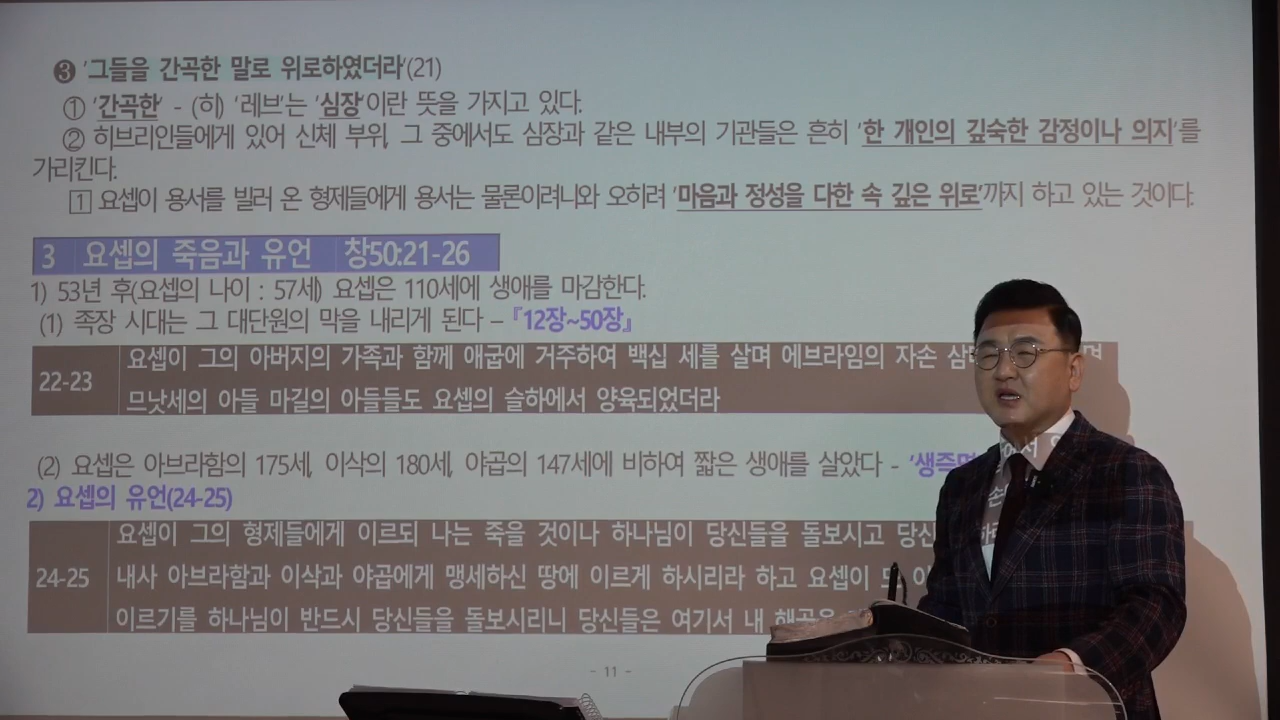 ❸ '그들을 간곡한 말로 위로하였더라'(21)
① '간곡한' - (히) '레브'는 '심장'이란 뜻을 가지고 있다.
② 히브리인들에게 있어 신체 부위, 그 중에서도 심장과 같은 내부의 기관들은 흔히 '한 개인의 깊숙한 감정이나 의지'를
가리킨다.
1 요셉이 용서를 빌러 온 형제들에게 용서는 물론이려니와 오히려 '마음과 정성을 다한 속 깊은 위로'까지 하고 있는 것이다.
3 요셉의 죽음과 유언 창50:21-26
1) 53년 후(요셉의 나이 : 57세) 요셉은 110세에 생애를 마감한다.
(1) 족장 시대는 그 대단원의 막을 내리게 된다 – 『12장~50장』
22-23
요셉이 그의 아버지의 가족과 함께 애굽에 거주하여 백십 세를 살며 에브라임의 자손
므낫세의 아들 마길의 아들들도 요셉의 슬하에서 양육되었더라
(2) 요셉은 아브라함의 175세, 이삭의 180세, 야곱의 147세에 비하여 짧은 생애를 살았다 -
2) 요셉의 유언(24-25)
24-25
요셉이 그의 형제들에게 이르되 나는 죽을 것이나 하나님이 당신들을 돌보시고
내사 아브라함과 이삭과 야곱에게 맹세하신 땅에 이르게 하시리라 하고 요셉이 또
이르기를 하나님이 반드시 당신들을 돌보시리니 당신들은 여기서 내
- 11 -